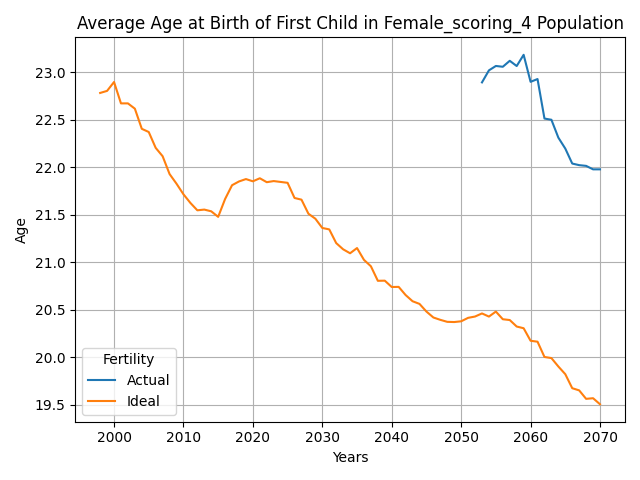 Average Age at Birth of First Child in Female_scoring_4 Population
Age
23.0
22.5
22.0
21.5
21.0
20.5
20.0
19.5
Fertility
Actual
Ideal
2000 2010 2020 2030 2040 2050 2060 2070
Years